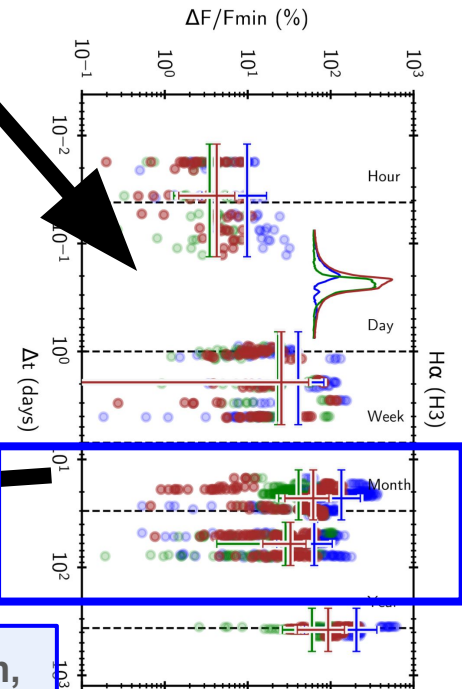 ΔF/Fmin (%)
10⁻¹
10⁰
10¹
10²
10³
10⁻²
10⁻¹
10⁰
10¹
10²
10³
Hour
Day
Week
Month
Year
Δt (days)
Hα (H3)